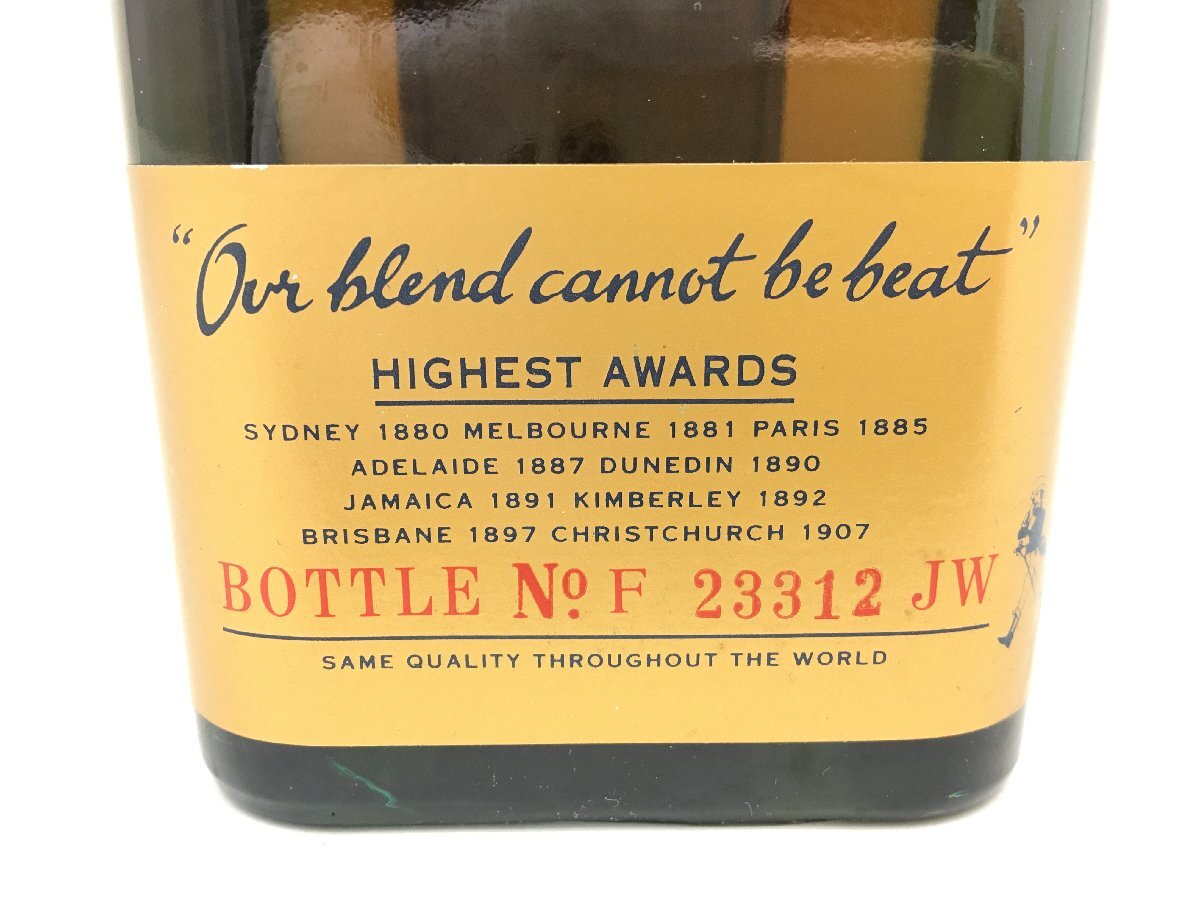 “Our blend cannot be beat”
HIGHEST AWARDS
SYDNEY 1880 MELBOURNE 1881 PARIS 1885
ADELAIDE 1887 DUNEDIN 1890
JAMAICA 1891 KIMBERLEY 1892
BRISBANE 1897 CHRISTCHURCH 1907
BOTTLE No. F 23312 JW
SAME QUALITY THROUGHOUT THE WORLD